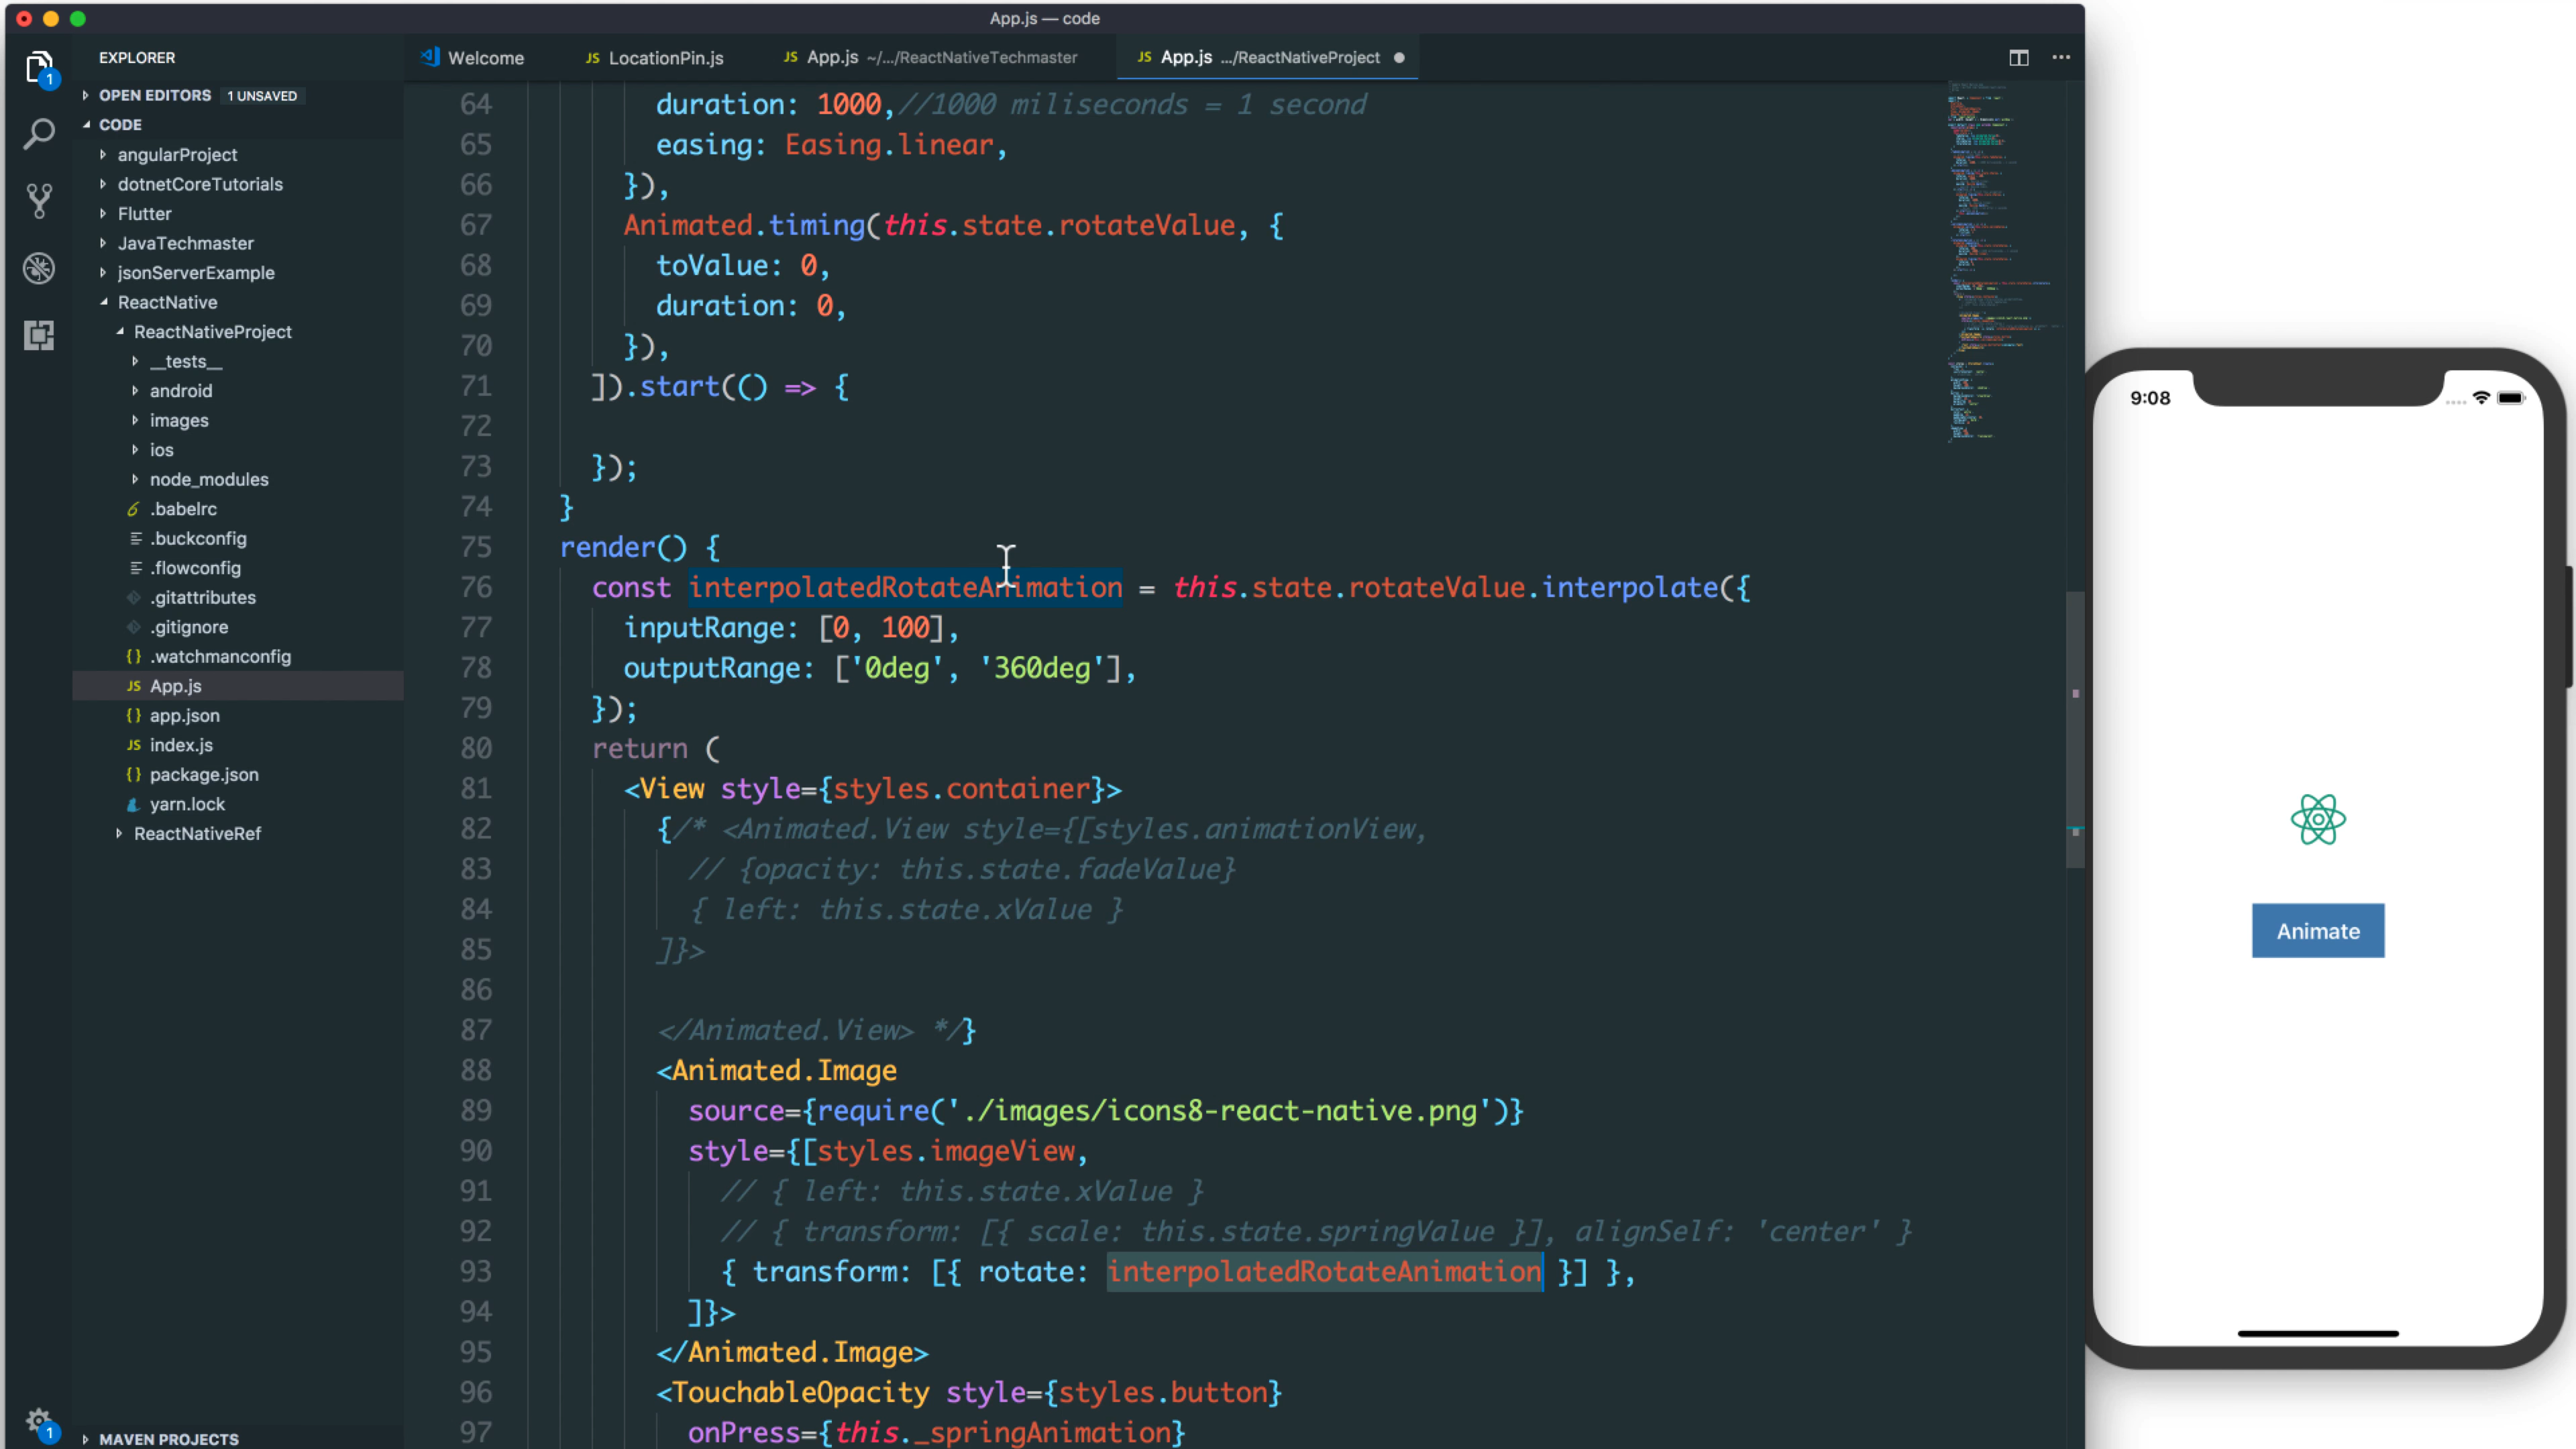 App.js — code
EXPLORER
OPEN EDITORS 1 UNSAVED
CODE
angularProject
dotnetCoreTutorials
Flutter
JavaTechmaster
jsonServerExample
ReactNative
ReactNativeProject
__tests__
android
images
ios
node_modules
.babelrc
.buckconfig
.flowconfig
.gitattributes
.gitignore
{} .watchmanconfig
JS App.js
{} app.json
JS index.js
{} package.json
yarn.lock
ReactNativeRef
MAVEN PROJECTS
1
1
Welcome JS LocationPin.js JS App.js ~/.../ReactNativeTechmaster JS App.js .../ReactNativeProject
64 duration: 1000,//1000 miliseconds = 1 second
65 easing: Easing.linear,
66 }),
67 Animated.timing(this.state.rotateValue, {
68 toValue: 0,
69 duration: 0,
70 }),
71 ]).start(() => {
72
73 });
74 }
75 render() {
76 const interpolatedRotateAnimation = this.state.rotateValue.interpolate({
77 inputRange: [0, 100],
78 outputRange: ['0deg', '360deg'],
79 });
80 return (
81 <View style={styles.container}>
82 {/* <Animated.View style={[styles.animationView,
83 // {opacity: this.state.fadeValue}
84 { left: this.state.xValue }
85 ]}>
86
87 </Animated.View> */}
88 <Animated.Image
89 source={require('./images/icons8-react-native.png')}
90 style={[styles.imageView,
91 // { left: this.state.xValue }
92 // { transform: [{ scale: this.state.springValue }], alignSelf: 'center' }
93 { transform: [{ rotate: interpolatedRotateAnimation }] },
94 ]}>
95 </Animated.Image>
96 <TouchableOpacity style={styles.button}
97 onPress={this._springAnimation}
9:08
Animate